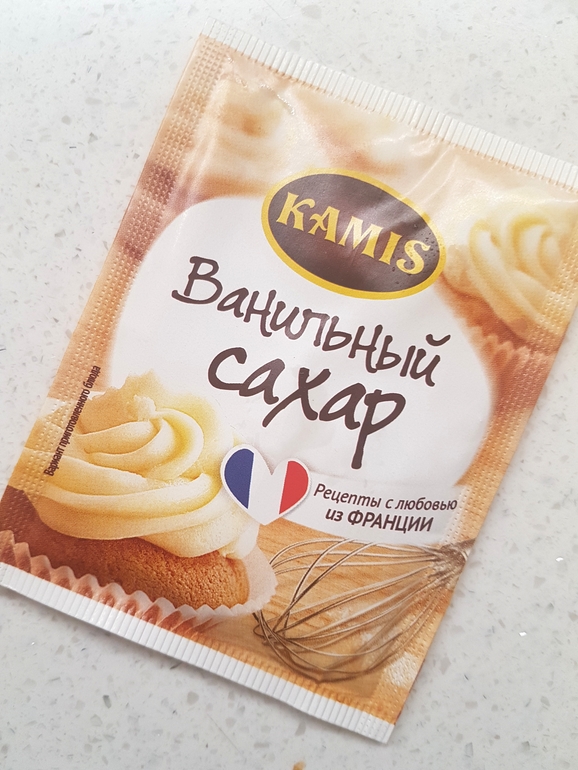 KAMIS
Ванильный
сахар
Рецепты с любовью
из ФРАНЦИИ
Вариант приготовленного блюда